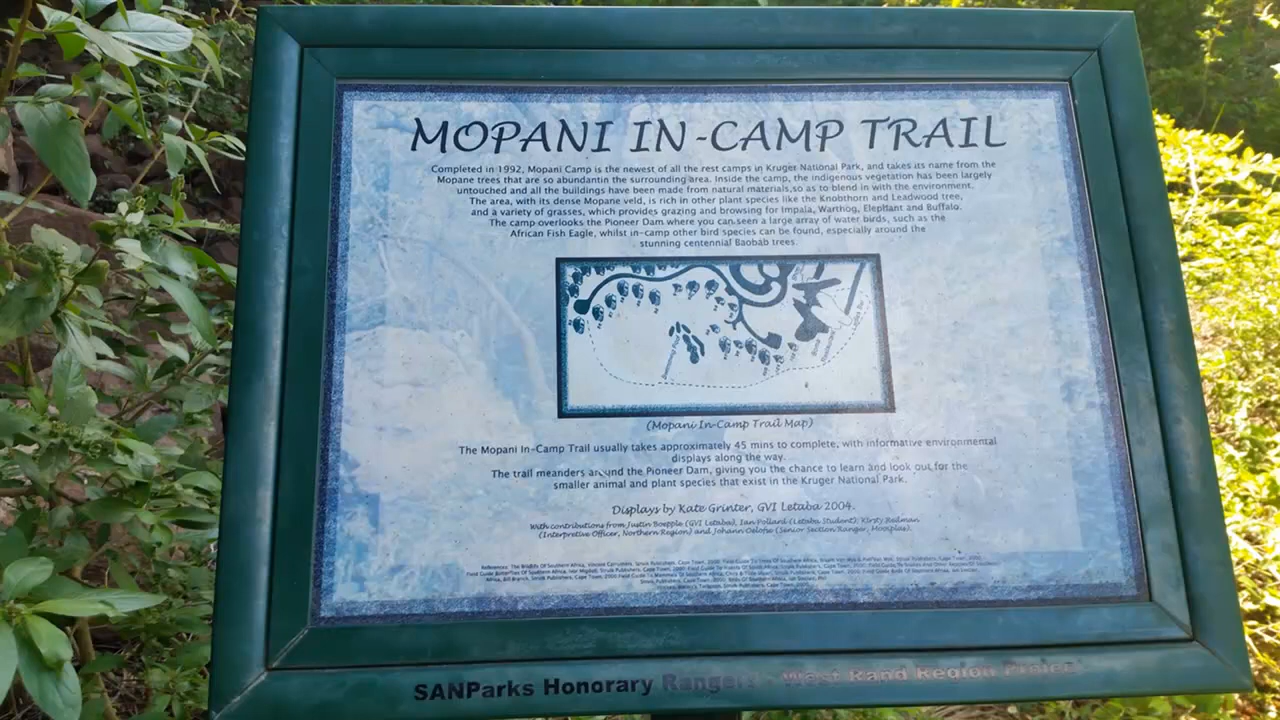 MOPANI IN-CAMP TRAIL
Completed in 1992, Mopani Camp is the newest of all the rest camps in Kruger National Park, and takes its name from the
Mopane trees that are so abundantin the surrounding area. Inside the camp, the indigenous vegetation has been largely
untouched and all the buildings have been made from natural materials,so as to blend in with the environment.
The area, with its dense Mopane veld, is rich in other plant species like the Knobthorn and Leadwood tree,
and a variety of grasses, which provides grazing and browsing for Impala, Warthog, Elephant and Buffalo.
The camp overlooks the Pioneer Dam where you can seen a large array of water birds, such as the
African Fish Eagle, whilst in-camp other bird species can be found, especially around the
stunning centennial Baobab trees.
(Mopani In-Camp Trail Map)
The Mopani In-Camp Trail usually takes approximately 45 mins to complete, with informative environmental
displays along the way.
The trail meanders around the Pioneer Dam, giving you the chance to learn and look out for the
smaller animal and plant species that exist in the Kruger National Park.
Displays by Kate Grinter, GVI Letaba 2004.
With contributions from Justin Boepple (GVI Letaba), Ian Pollard (Letaba Student), Kirsty Redman
(Interpretive Officer, Northern Region) and Johann Oelofse (Senior Section Ranger, Mooiplas).
SANParks Honorary Rangers - West Rand Region Project